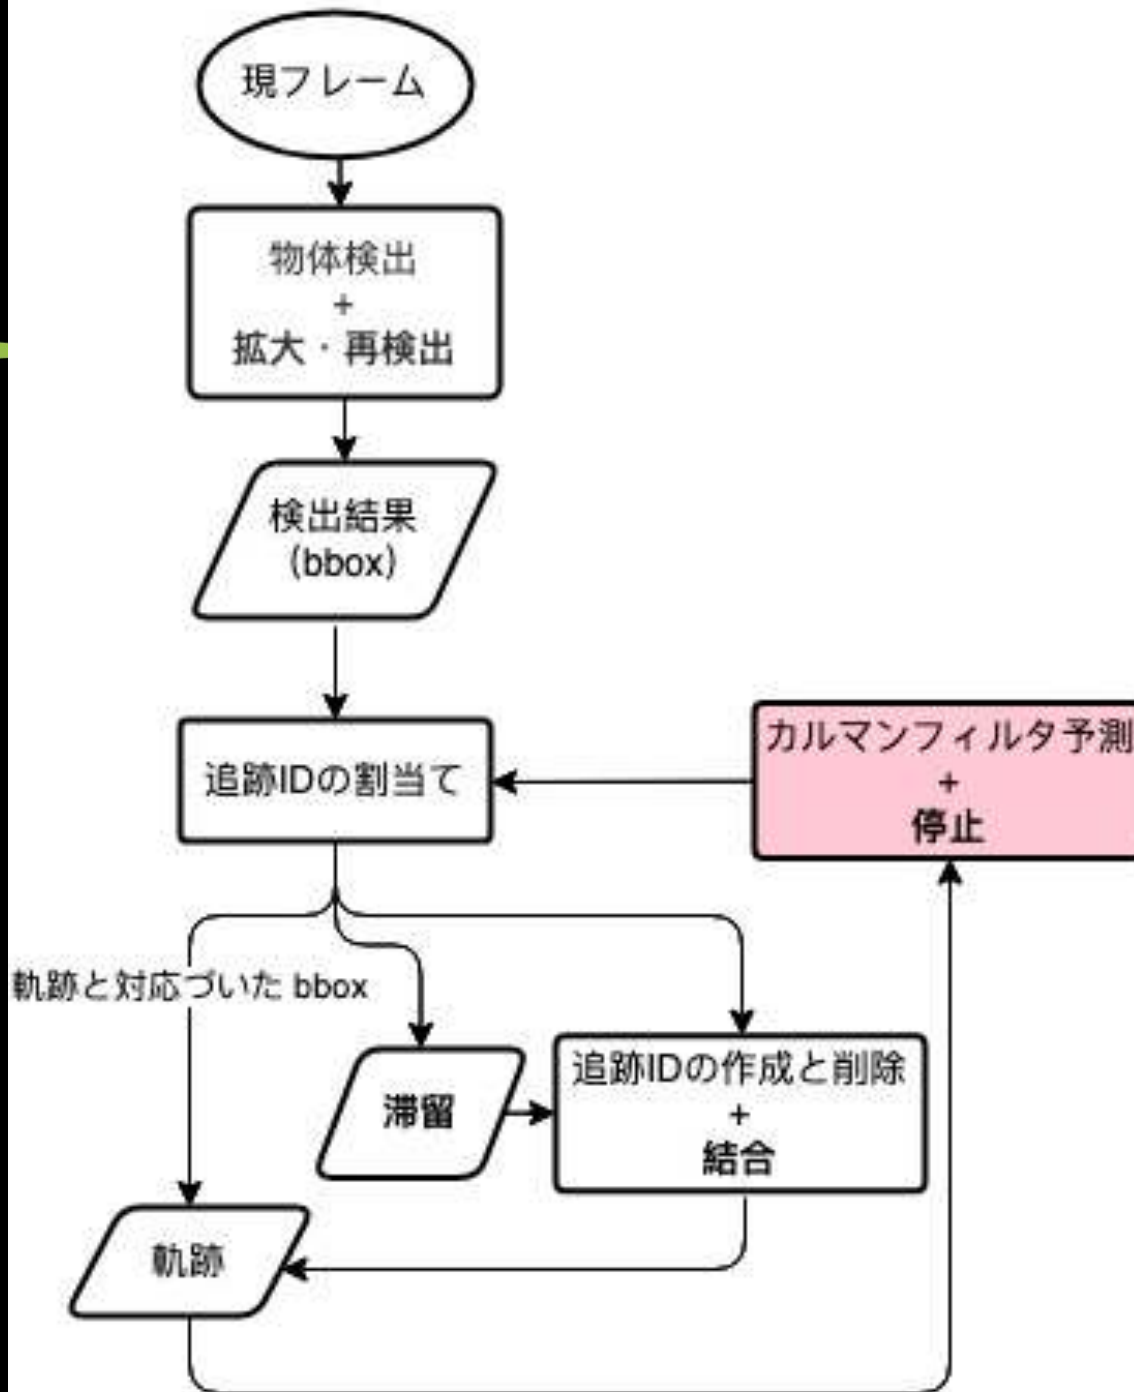 現フレーム
物体検出
+
拡大・再検出
検出結果
(bbox)
追跡IDの割当て
カルマンフィルタ予測
+
停止
軌跡と対応づいた bbox
滞留
追跡IDの作成と削除
+
結合
軌跡